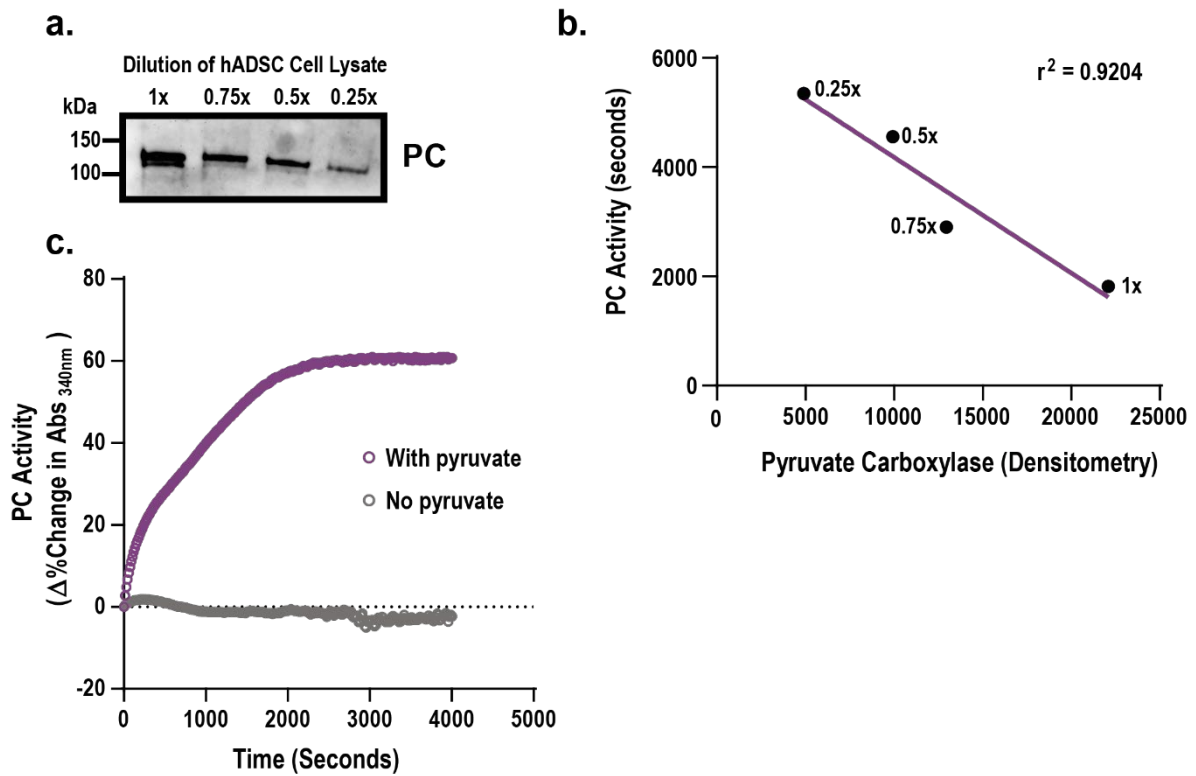 a.
Dilution of hADSC Cell Lysate
kDa
1x 0.75x 0.5x 0.25x
150
100
PC
b.
6000
4000
2000
0
PC Activity (seconds)
r² = 0.9204
0.25x
0.5x
0.75x
1x
0 5000 10000 15000 20000 25000
Pyruvate Carboxylase (Densitometry)
c.
80
60
40
20
0
-20
PC Activity
(Δ%Change in Abs 340nm)
With pyruvate
No pyruvate
0 1000 2000 3000 4000 5000
Time (Seconds)